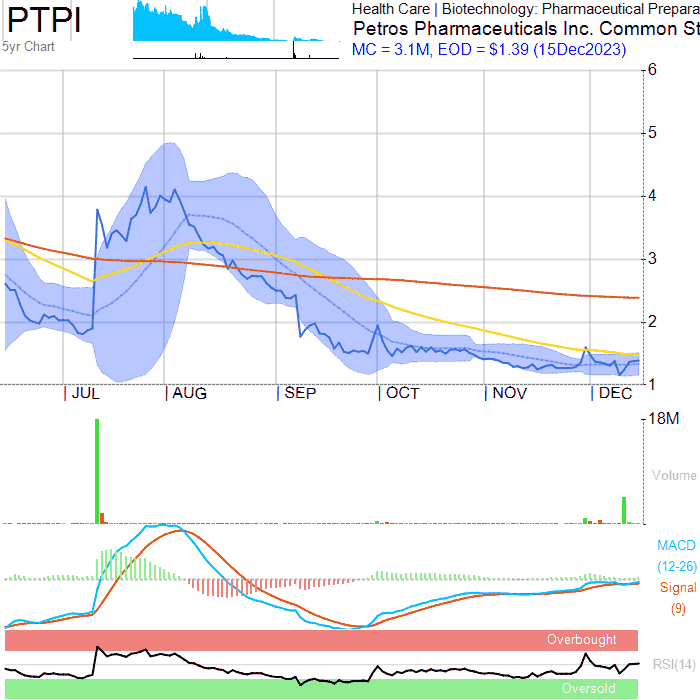 PTPI
5yr Chart
Health Care | Biotechnology: Pharmaceutical Prepara
Petros Pharmaceuticals Inc. Common St
MC = 3.1M, EOD = $1.39 (15Dec2023)
6
5
4
3
2
1
JUL AUG SEP OCT NOV DEC
18M
Volume
MACD
(12-26)
Signal
(9)
Overbought
RSI(14)
Oversold